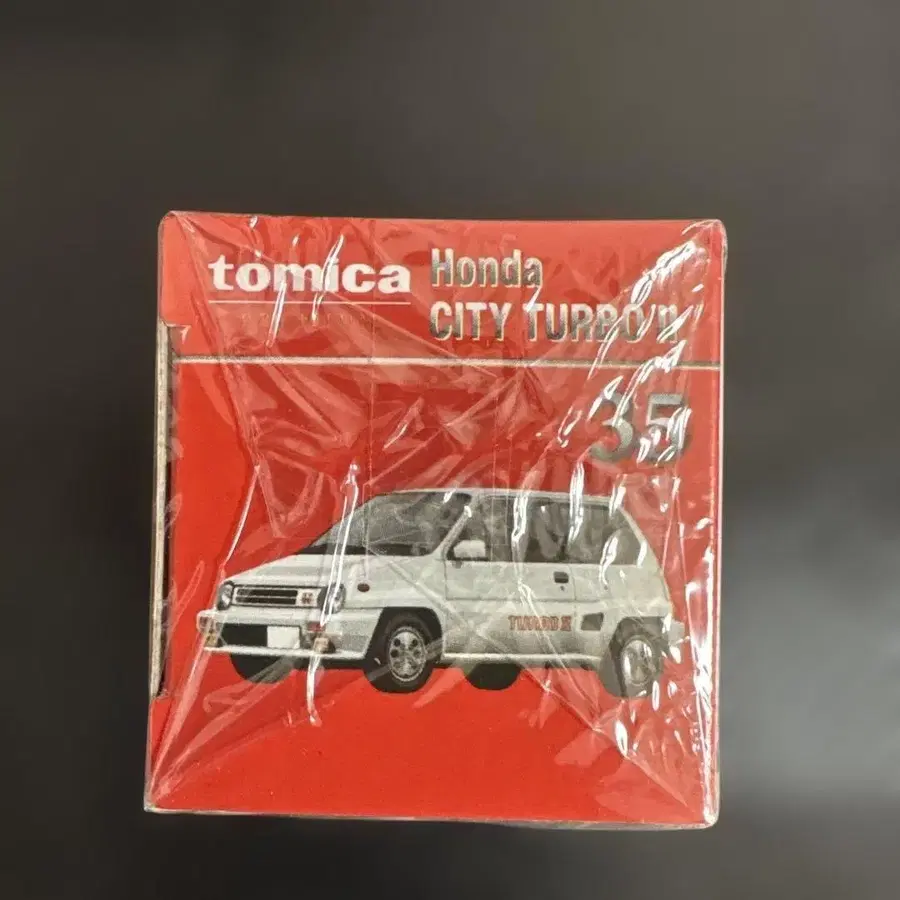 tomica
Honda
CITY TURBO II
35
TURBO II